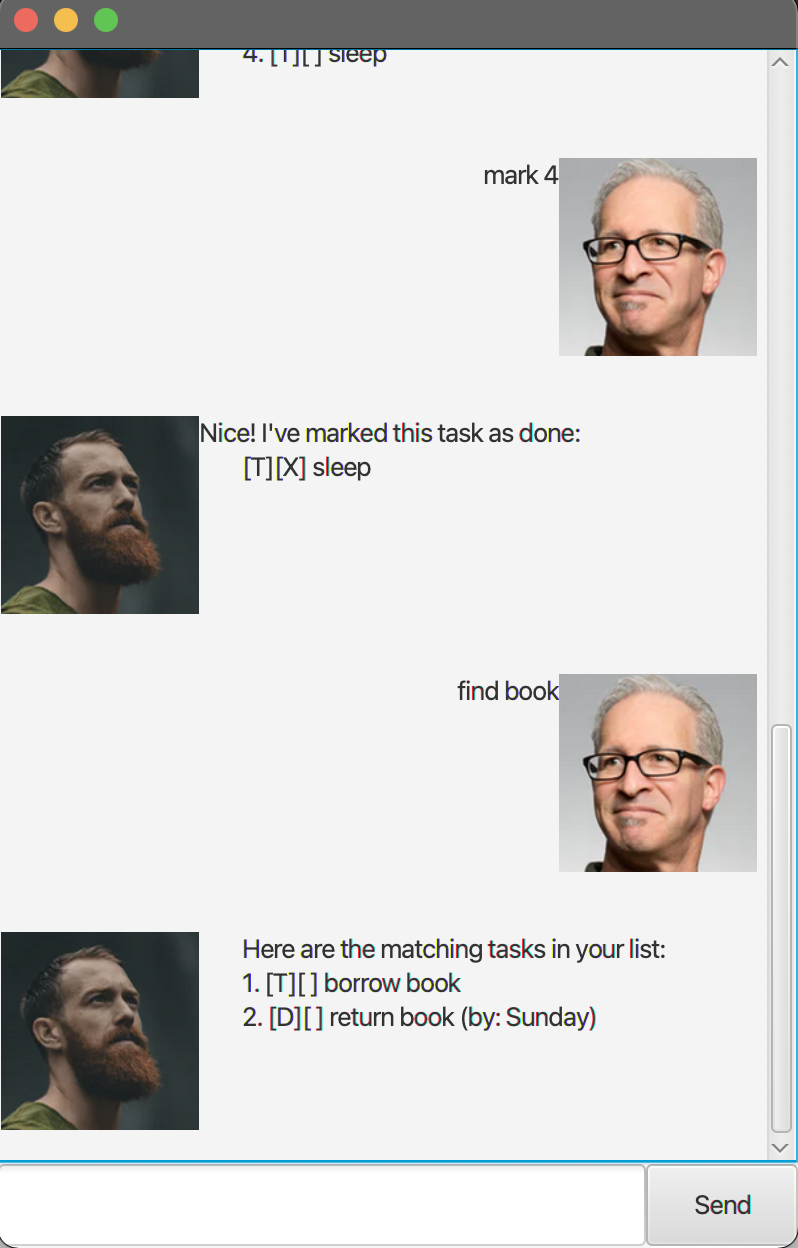 4. [T][ ] sleep
mark 4
Nice! I've marked this task as done:
[T][X] sleep
find book
Here are the matching tasks in your list:
1. [T][ ] borrow book
2. [D][ ] return book (by: Sunday)
Send